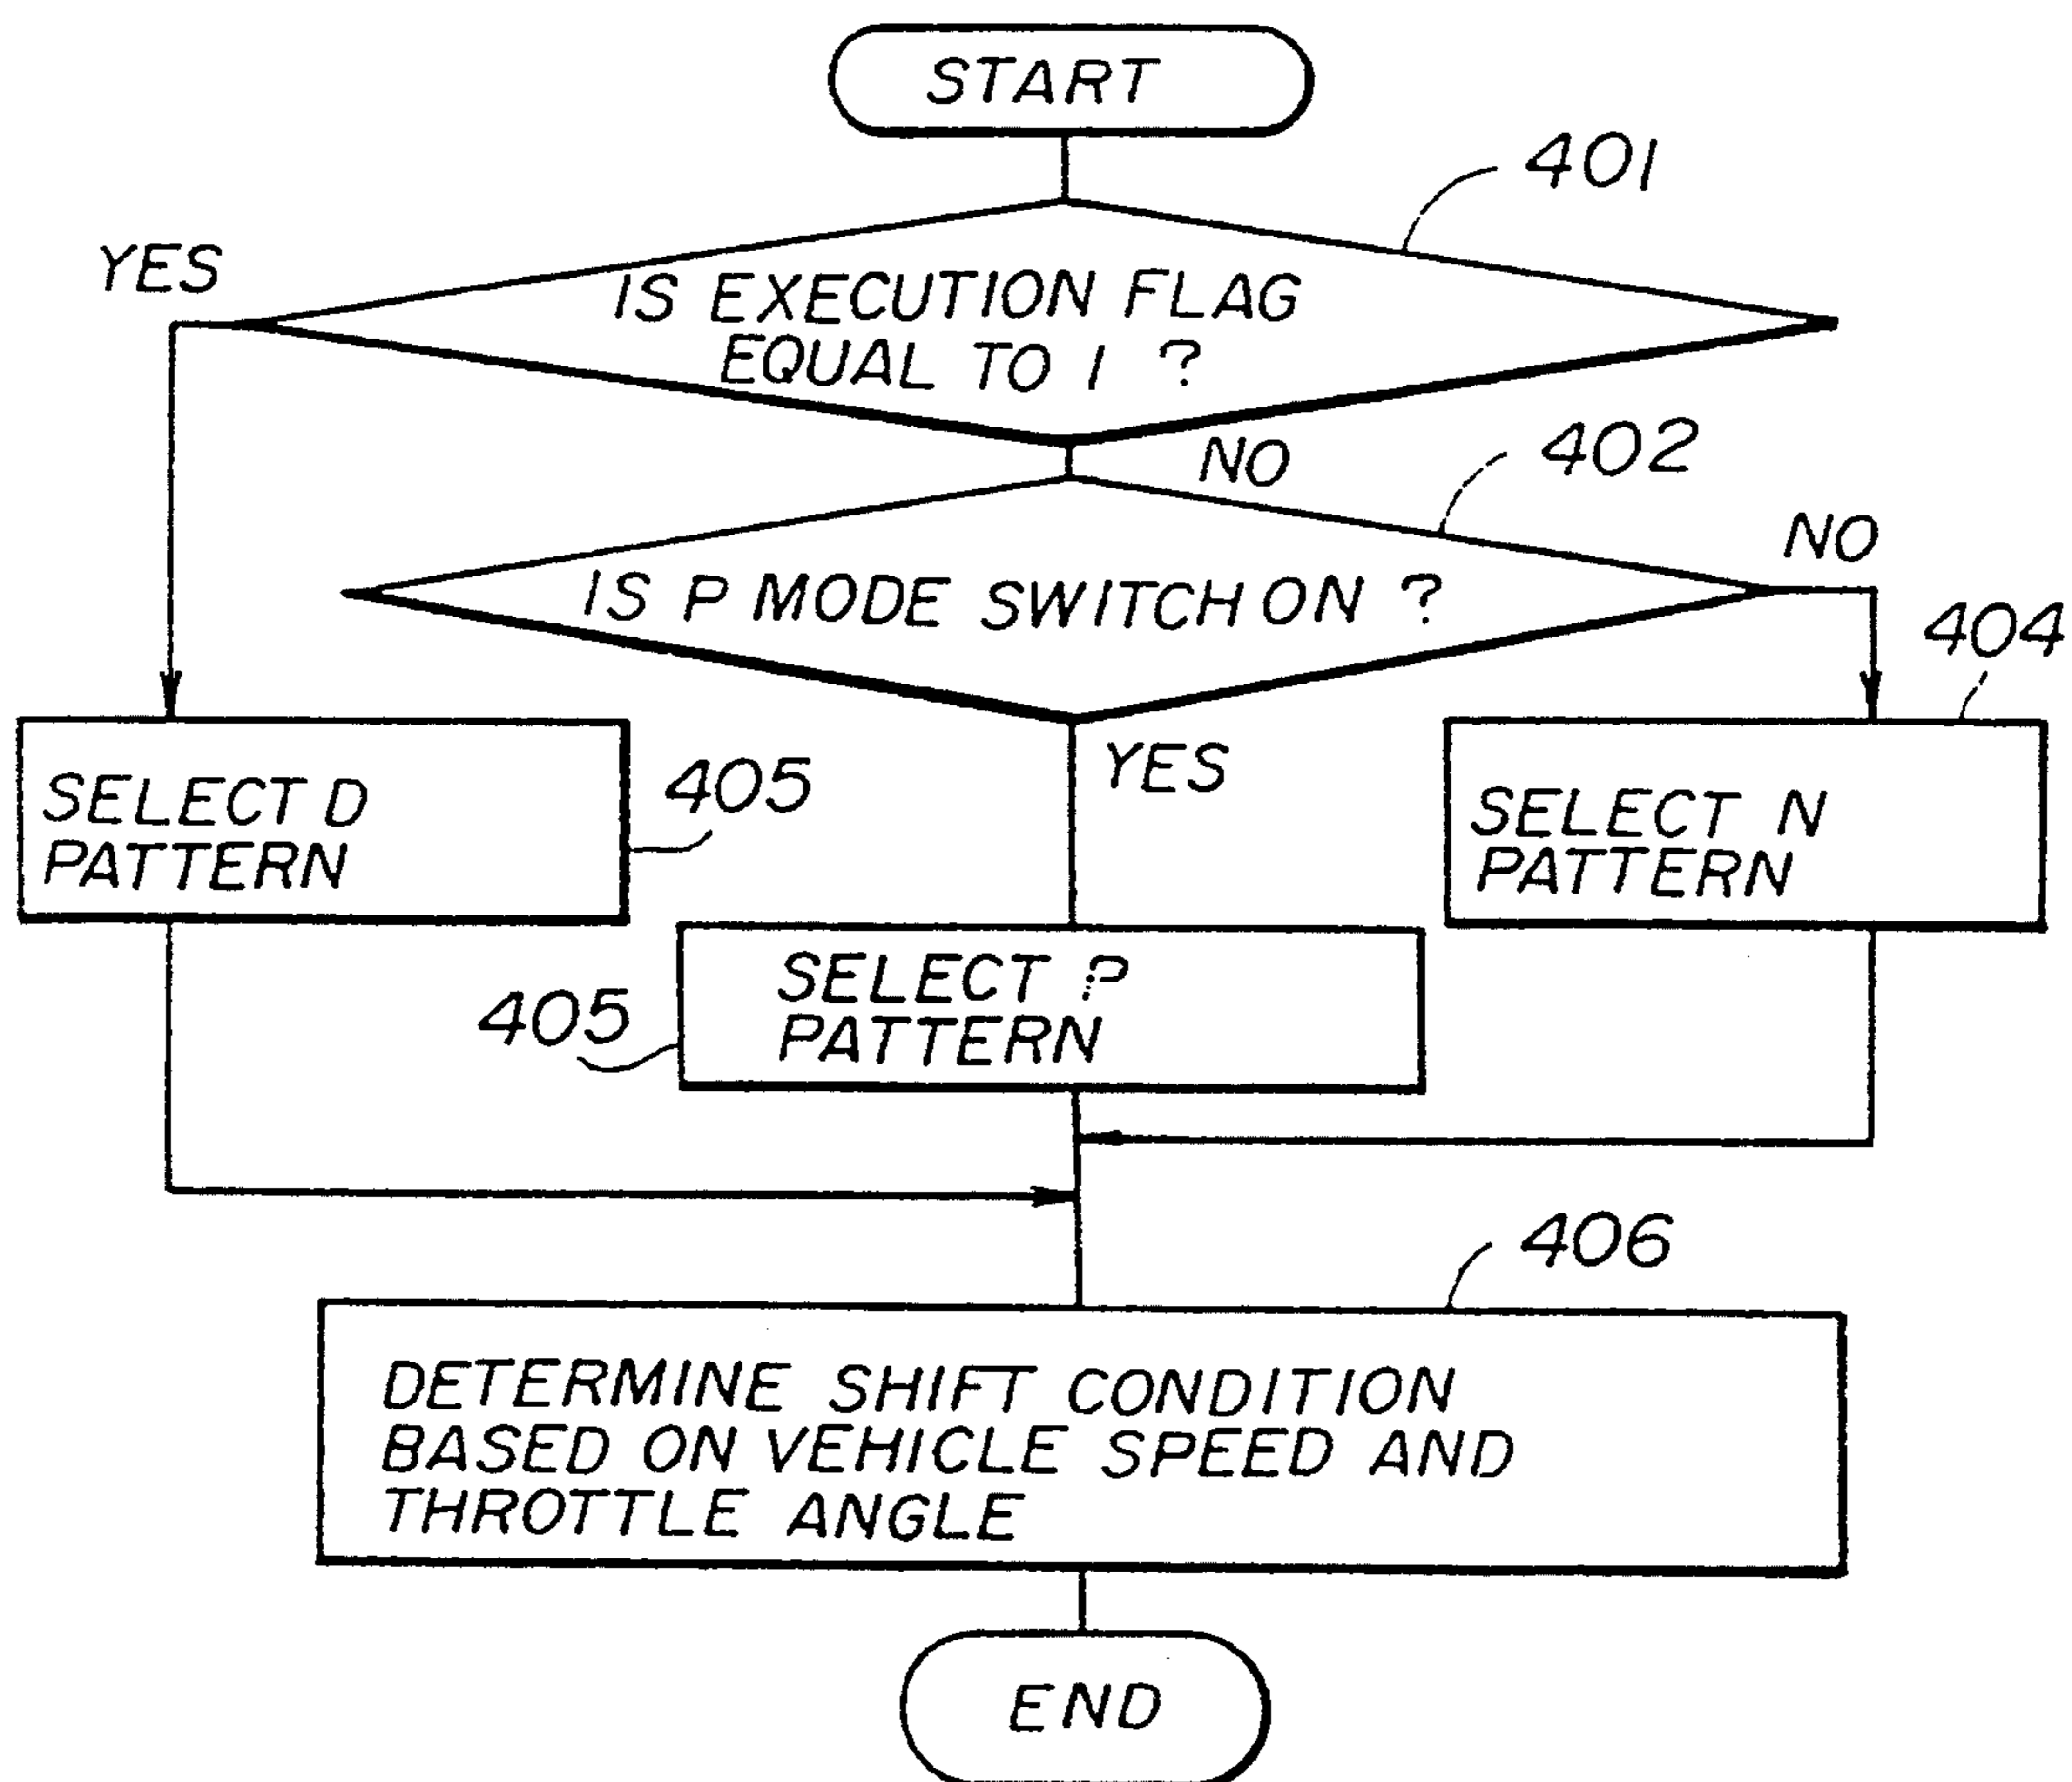 START
401
YES
IS EXECUTION FLAG
EQUAL TO 1 ?
NO
402
NO
IS P MODE SWITCH ON ?
404
YES
SELECT D
PATTERN
405
SELECT N
PATTERN
SELECT P
PATTERN
405
406
DETERMINE SHIFT CONDITION
BASED ON VEHICLE SPEED AND
THROTTLE ANGLE
END